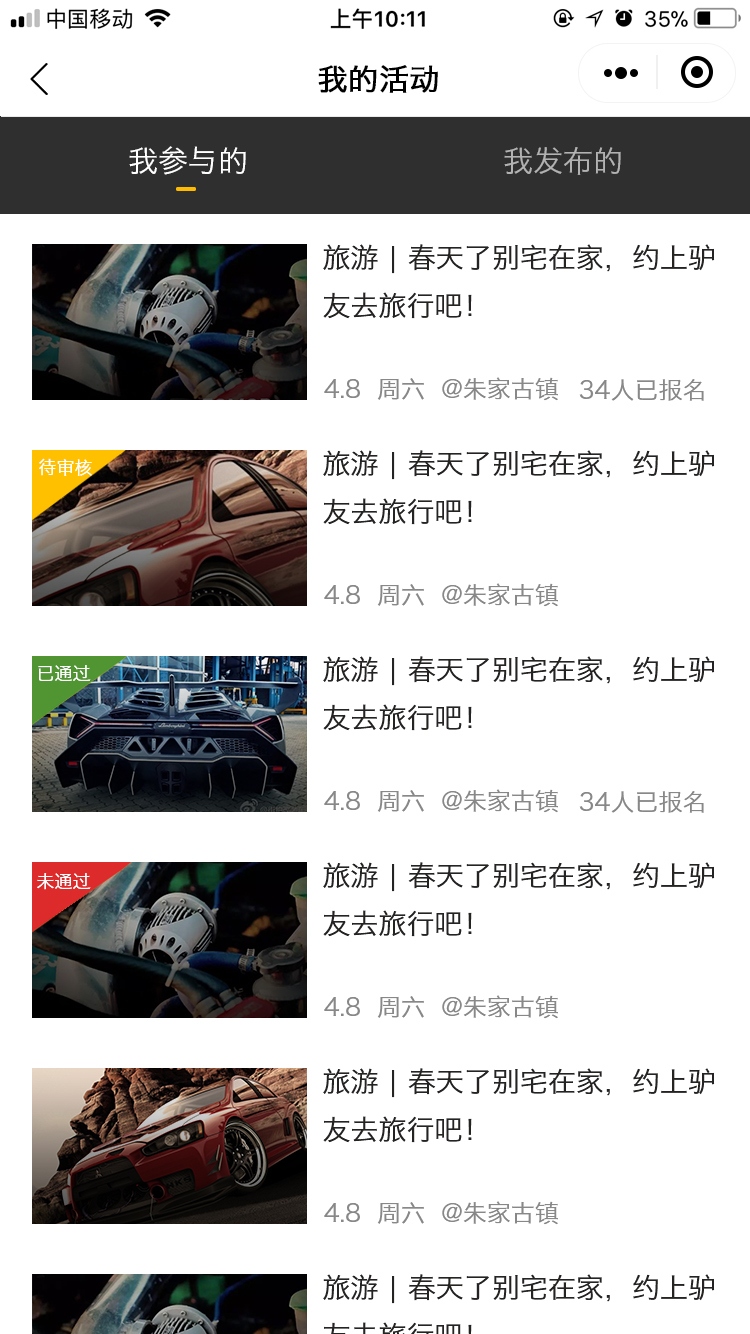 中国移动
上午10:11
35%
我的活动
我参与的
我发布的
旅游 | 春天了别宅在家，约上驴
友去旅行吧！
4.8 周六 @朱家古镇 34人已报名
待审核
旅游 | 春天了别宅在家，约上驴
友去旅行吧！
4.8 周六 @朱家古镇
已通过
旅游 | 春天了别宅在家，约上驴
友去旅行吧！
4.8 周六 @朱家古镇 34人已报名
未通过
旅游 | 春天了别宅在家，约上驴
友去旅行吧！
4.8 周六 @朱家古镇
旅游 | 春天了别宅在家，约上驴
友去旅行吧！
4.8 周六 @朱家古镇
旅游 | 春天了别宅在家，约上驴
友去旅行吧！